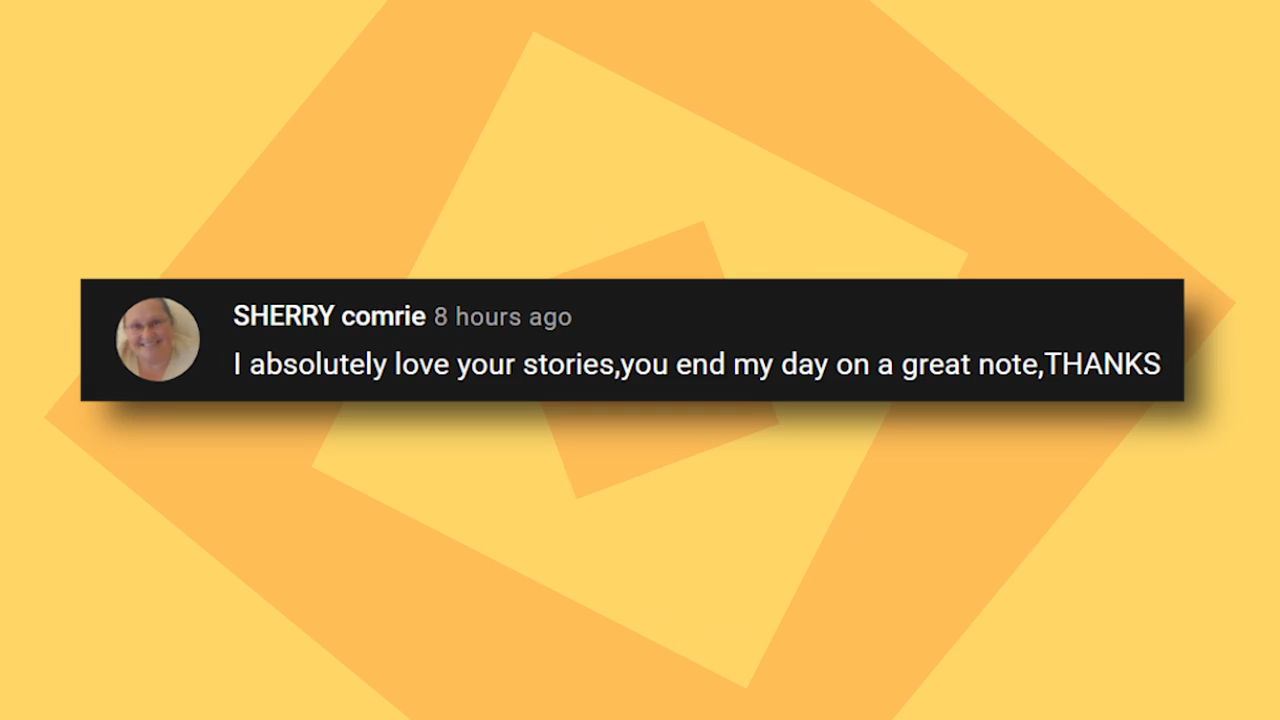 SHERRY comrie 8 hours ago
I absolutely love your stories,you end my day on a great note,THANKS